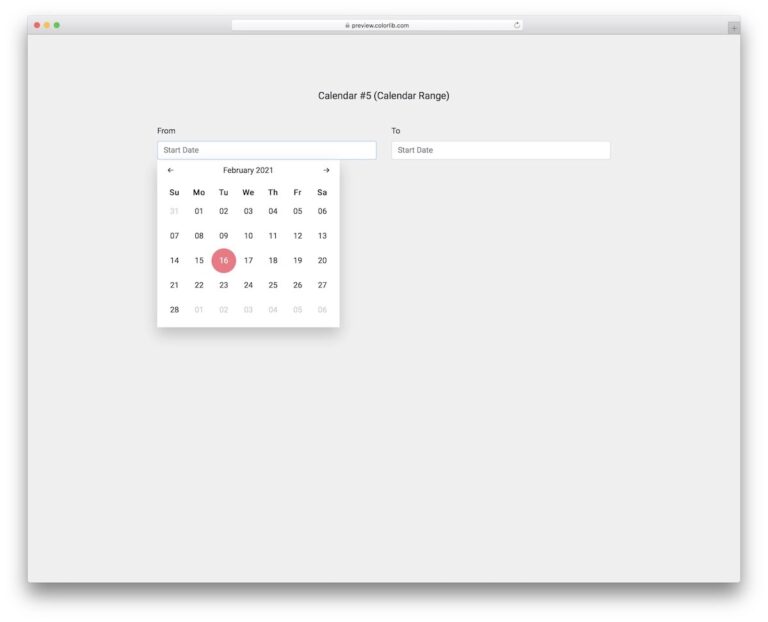 preview.colorlib.com
Calendar #5 (Calendar Range)
From To
Start Date Start Date
February 2021
Su Mo Tu We Th Fr Sa
31 01 02 03 04 05 06
07 08 09 10 11 12 13
14 15 16 17 18 19 20
21 22 23 24 25 26 27
28 01 02 03 04 05 06